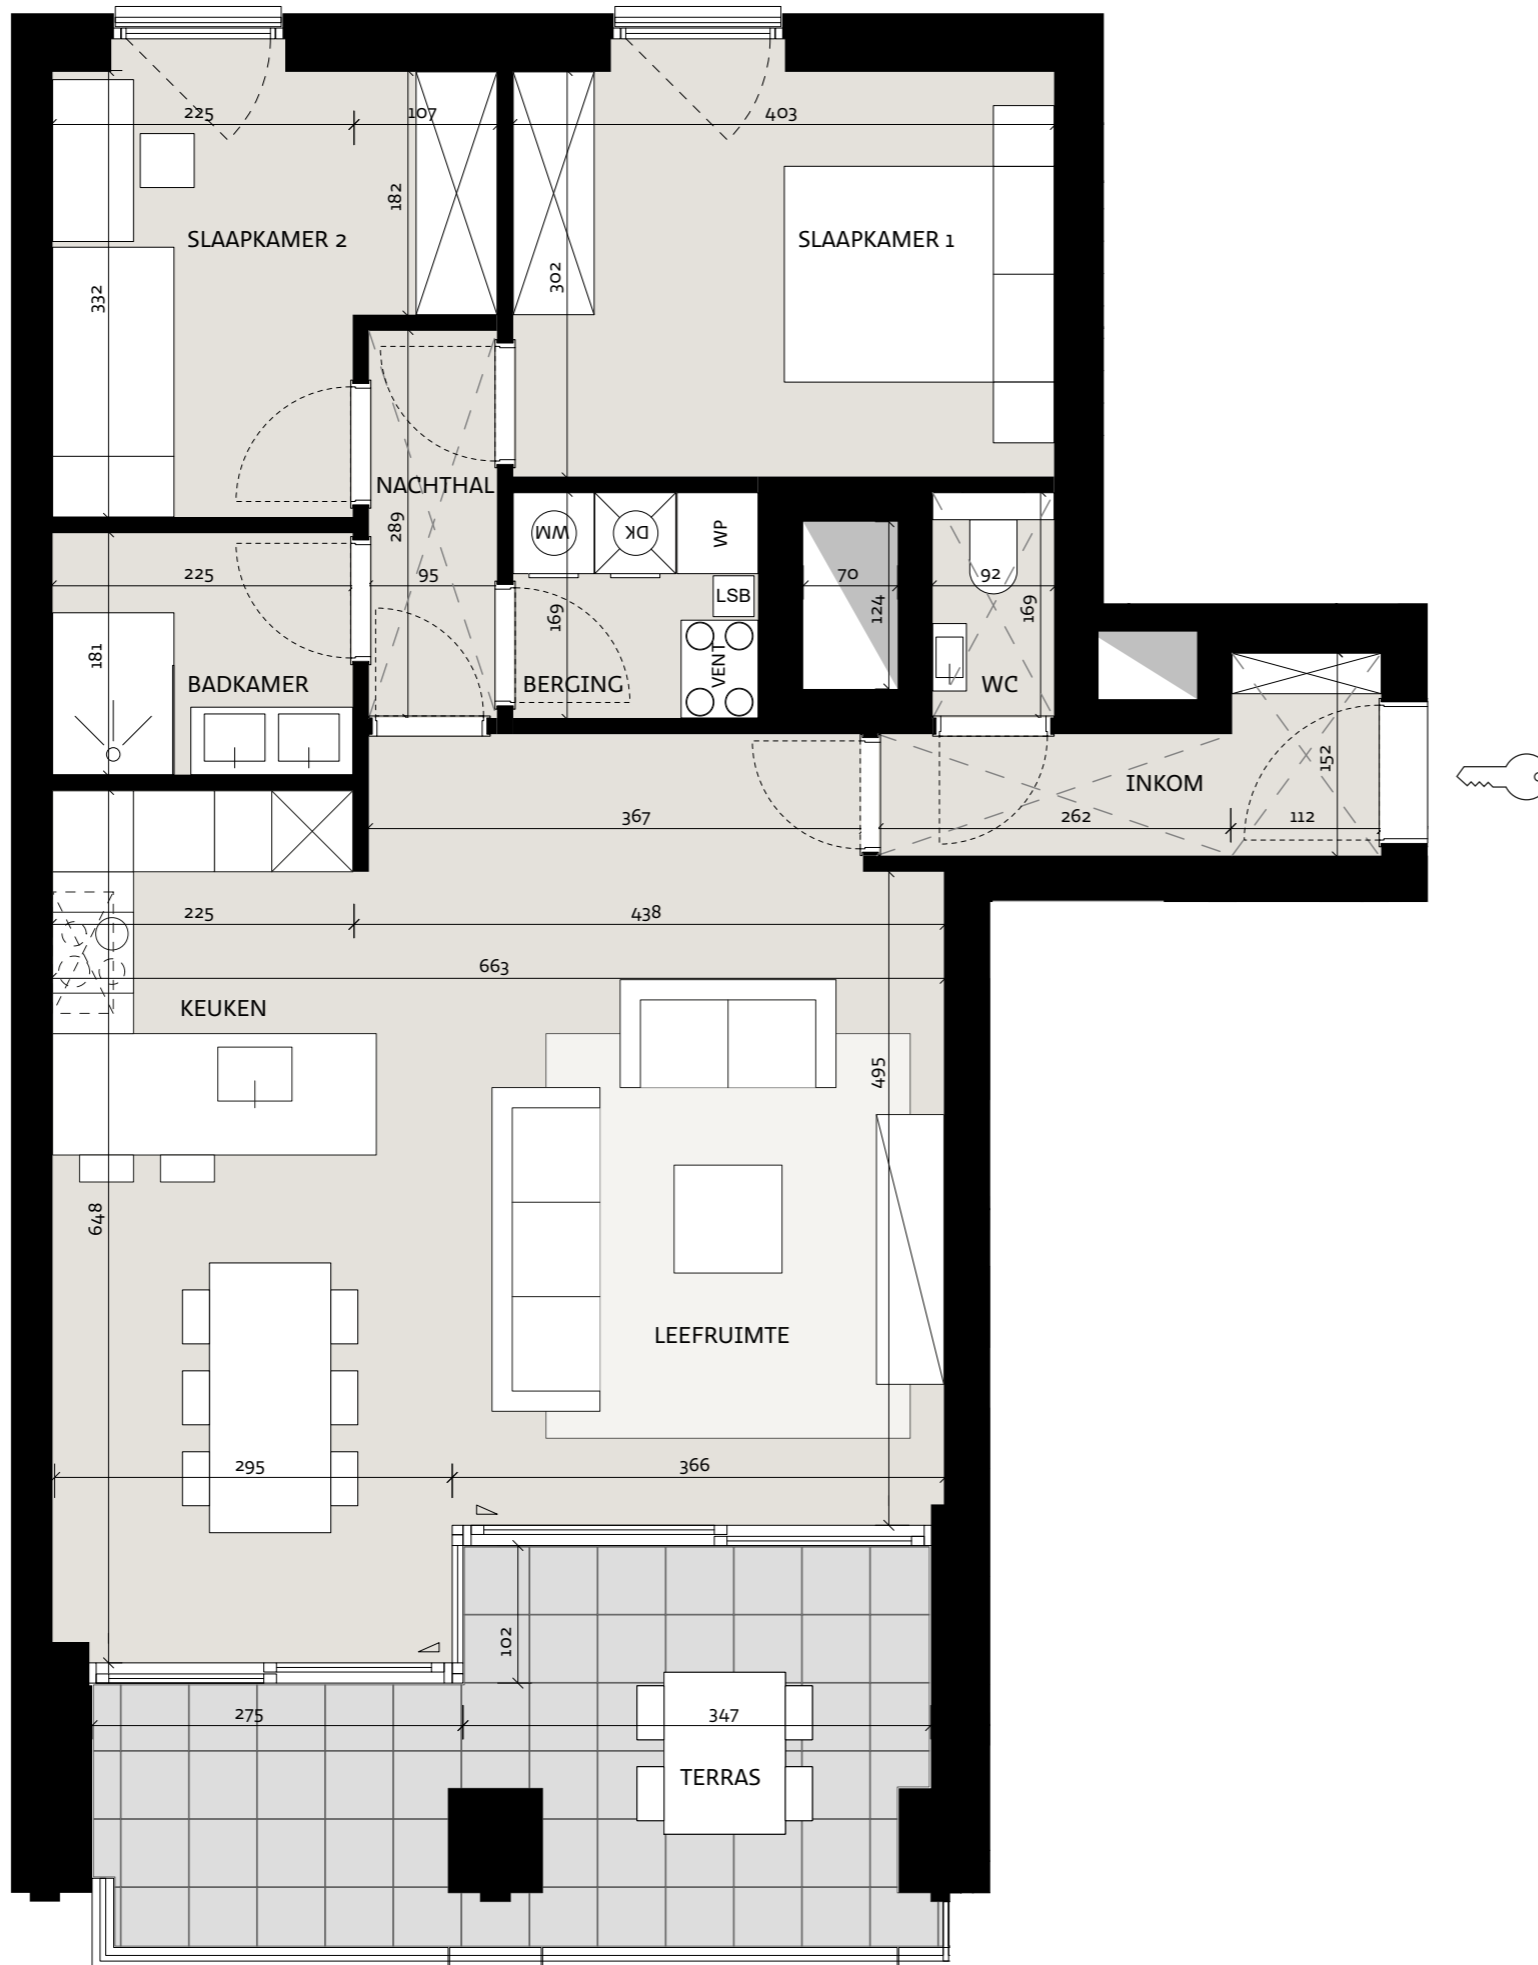 225
107
403
182
SLAAPKAMER 2
SLAAPKAMER 1
302
332
NACHTHAL
289
WM
DK
WP
225
95
70
92
LSB
169
124
169
181
VENT
BADKAMER
BERGING
WC
152
INKOM
367
262
112
225
438
663
KEUKEN
495
648
LEEFRUIMTE
295
366
102
275
347
TERRAS